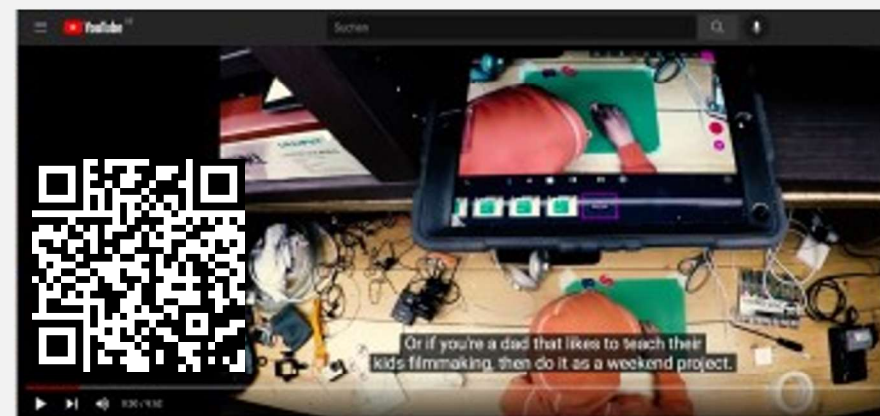 YouTube
Suchen
Or if you're a dad that likes to teach their
kids filmmaking, then do it as a weekend project.